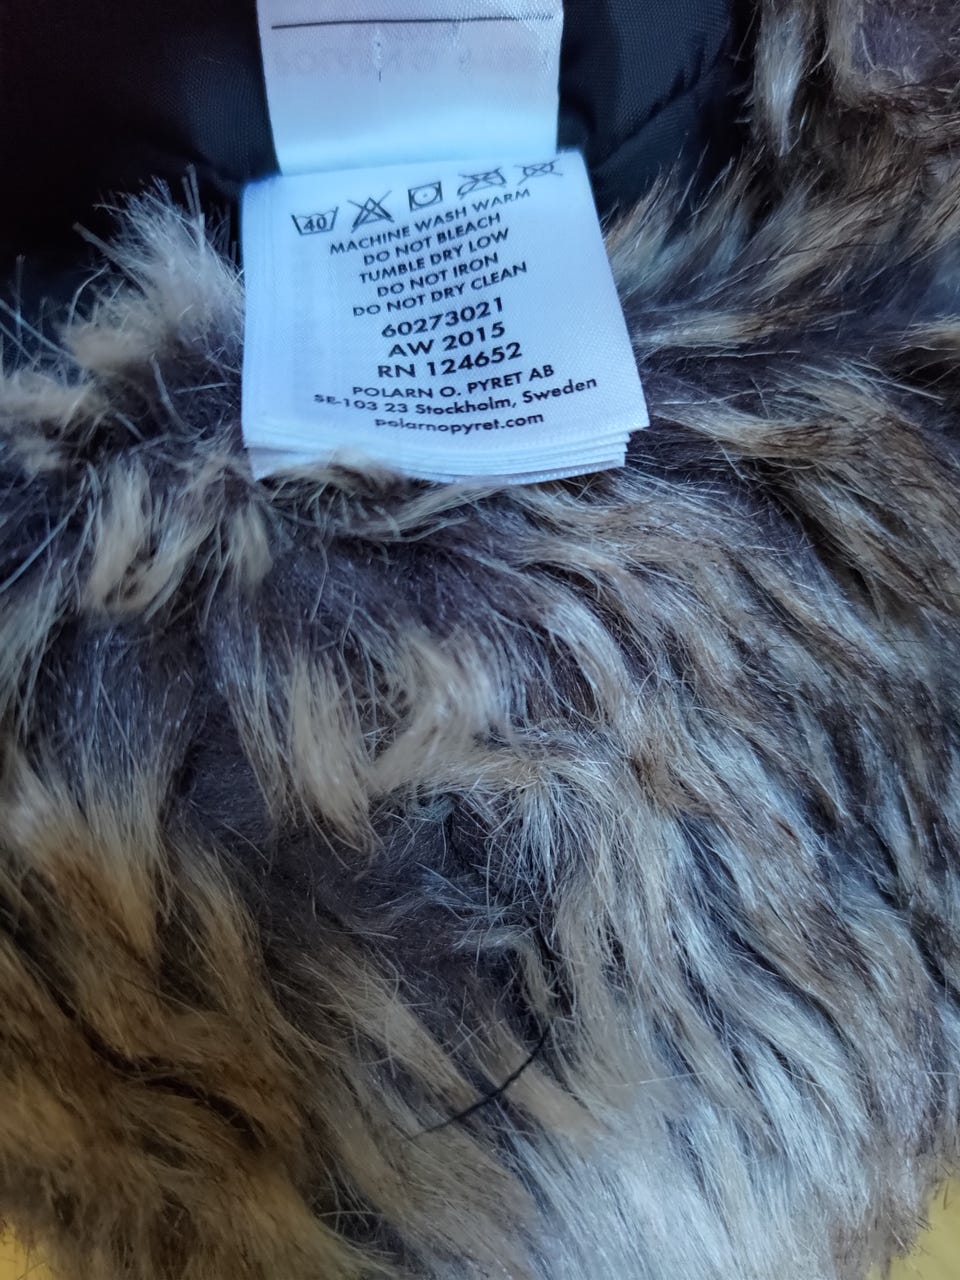 40
MACHINE WASH WARM
DO NOT BLEACH
TUMBLE DRY LOW
DO NOT IRON
DO NOT DRY CLEAN
60273021
AW 2015
RN 124652
POLARN O. PYRET AB
SE-103 23 Stockholm, Sweden
polarnopyret.com